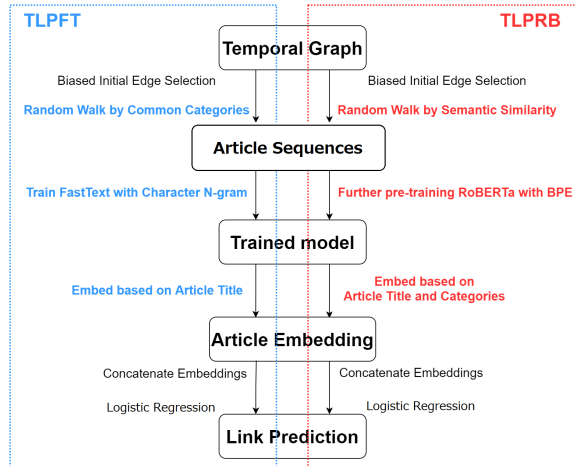 TLPFT
TLPRB
Temporal Graph
Biased Initial Edge Selection
Biased Initial Edge Selection
Random Walk by Common Categories
Random Walk by Semantic Similarity
Article Sequences
Train FastText with Character N-gram
Further pre-training RoBERTa with BPE
Trained model
Embed based on Article Title
Embed based on
Article Title and Categories
Article Embedding
Concatenate Embeddings
Concatenate Embeddings
Logistic Regression
Logistic Regression
Link Prediction